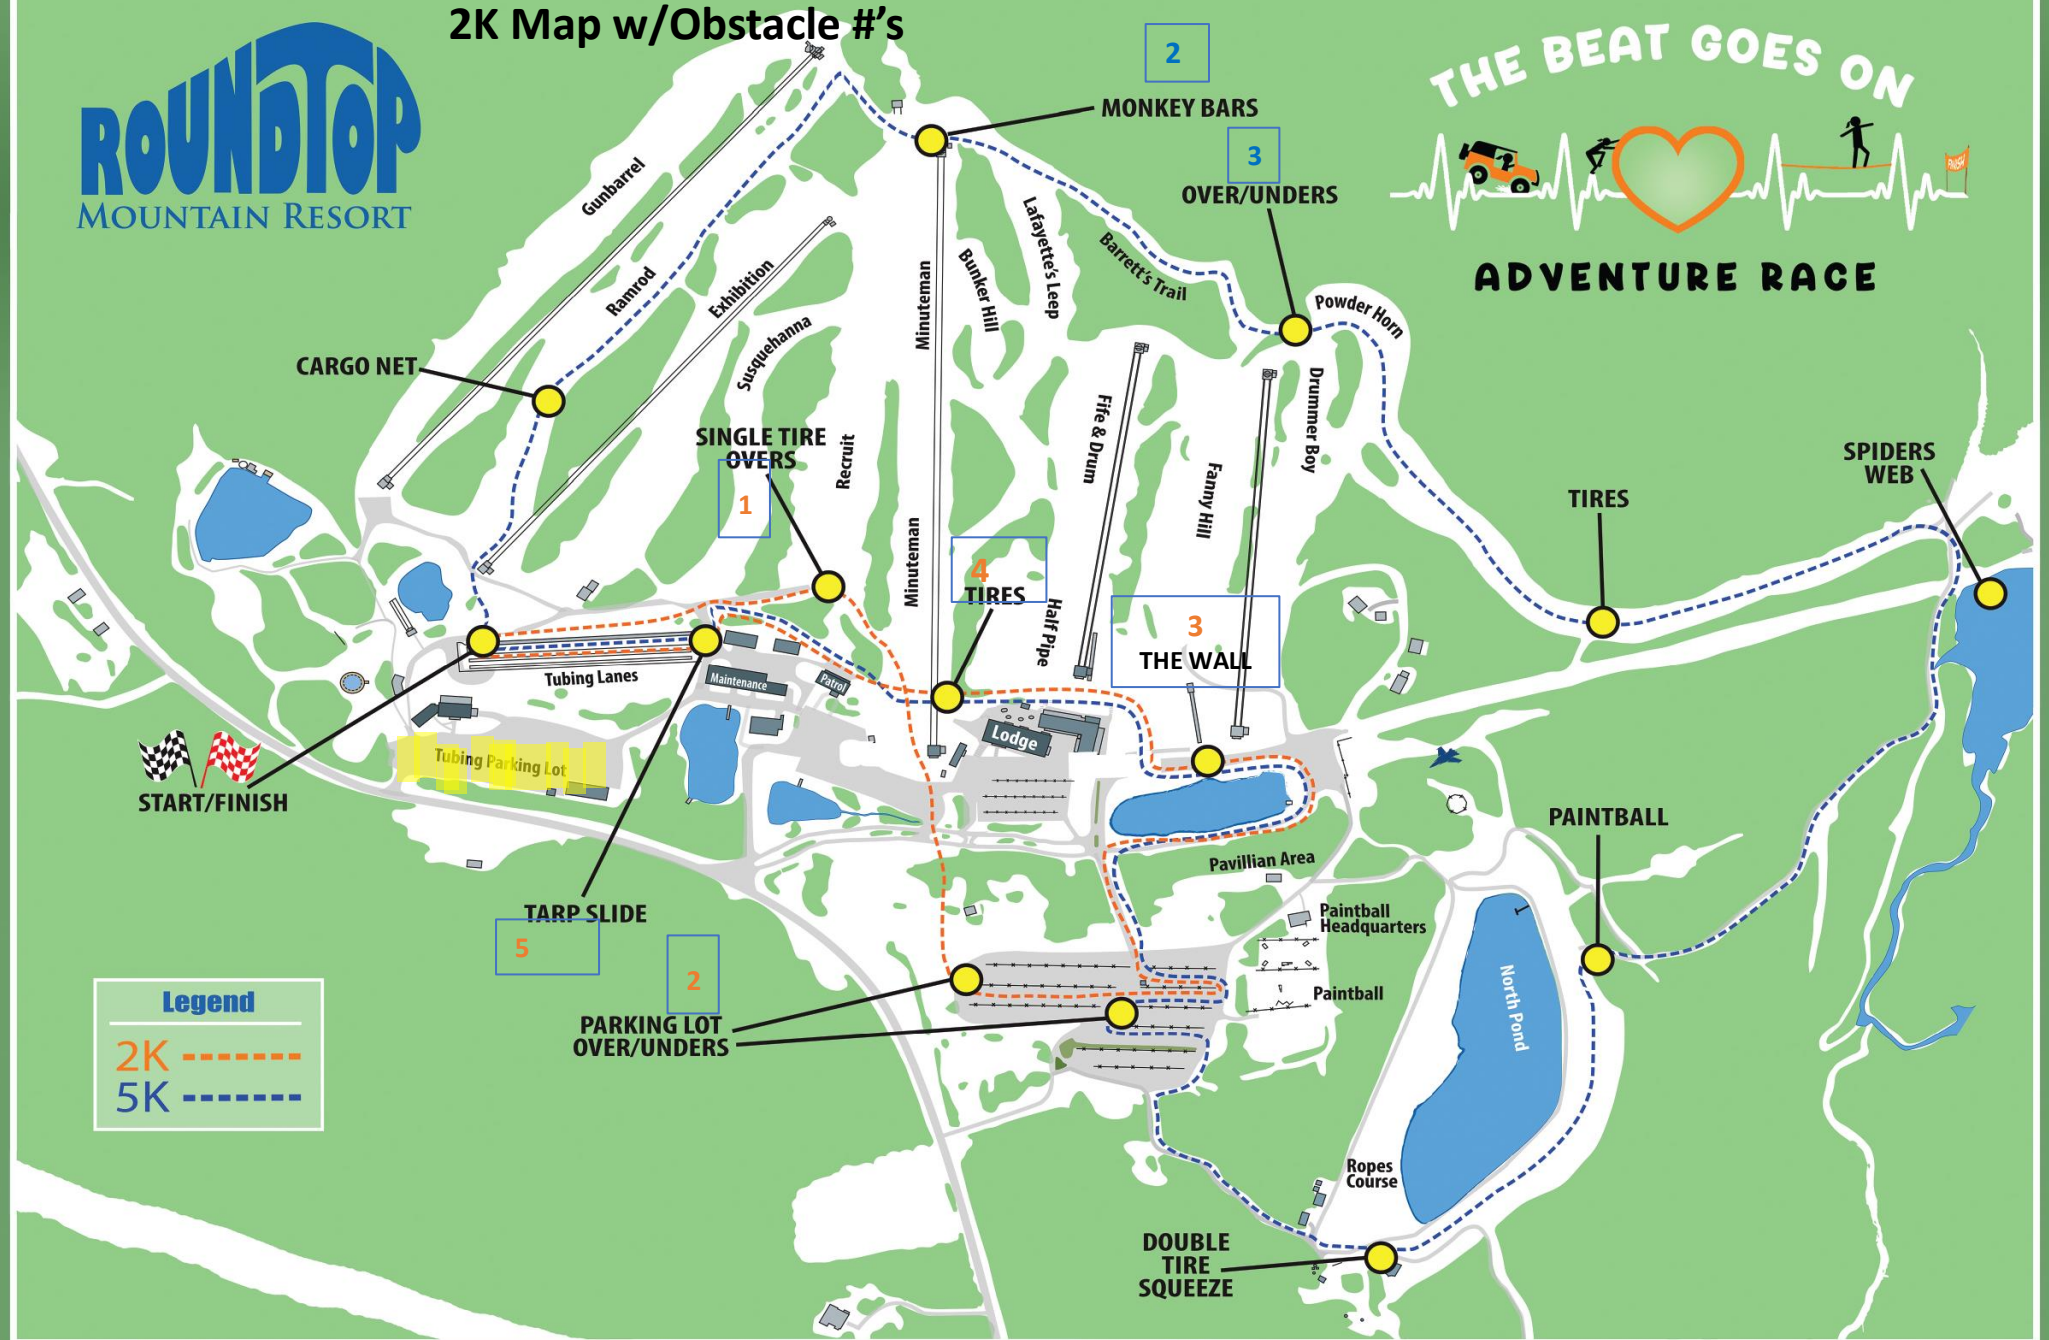 2K Map w/Obstacle #'s
ROUNDTOP
MOUNTAIN RESORT
THE BEAT GOES ON
FINISH
ADVENTURE RACE
2
MONKEY BARS
3
OVER/UNDERS
Gunbarrel
Ramrod
Exhibition
Susquehanna
Recruit
Minuteman
Minuteman
Bunker Hill
Lafayette's Leep
Barrett's Trail
Powder Horn
Drummer Boy
Fife & Drum
Fanny Hill
Half Pipe
CARGO NET
SINGLE TIRE
OVERS
1
4
TIRES
3
THE WALL
TIRES
SPIDERS
WEB
Tubing Lanes
Maintenance
Patrol
Lodge
Tubing Parking Lot
START/FINISH
PAINTBALL
Pavillian Area
TARP SLIDE
5
2
Paintball
Headquarters
Paintball
North Pond
PARKING LOT
OVER/UNDERS
Legend
2K
5K
Ropes
Course
DOUBLE
TIRE
SQUEEZE